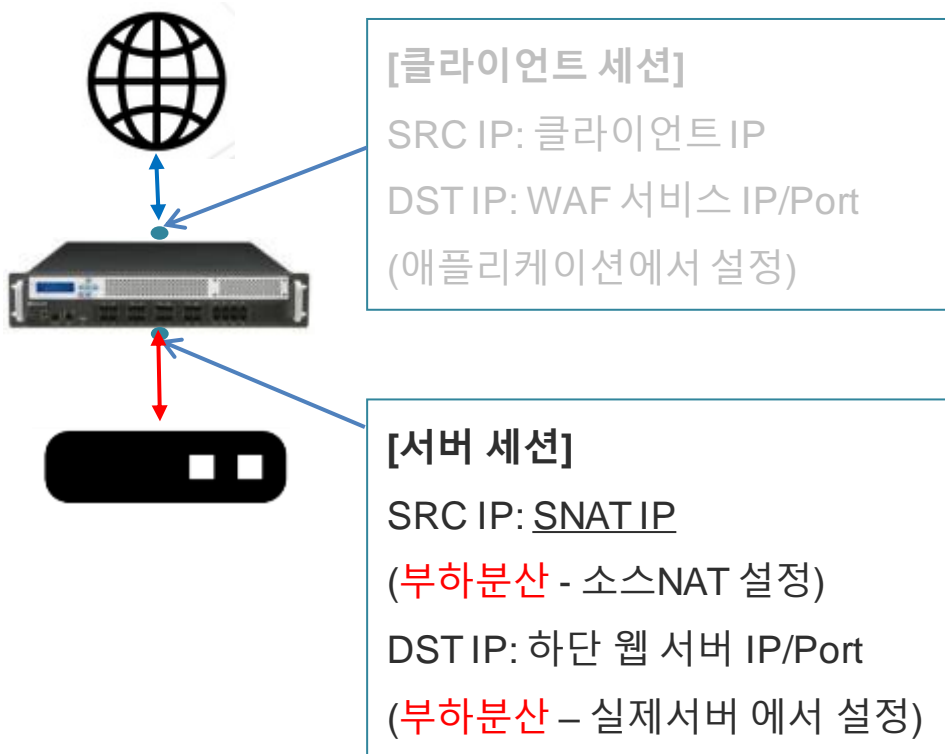 [클라이언트 세션]
SRC IP: 클라이언트 IP
DST IP: WAF 서비스 IP/Port
(애플리케이션에서 설정)
[서버 세션]
SRC IP: SNAT IP
(부하분산 - 소스NAT 설정)
DST IP: 하단 웹 서버 IP/Port
(부하분산 – 실제서버 에서 설정)